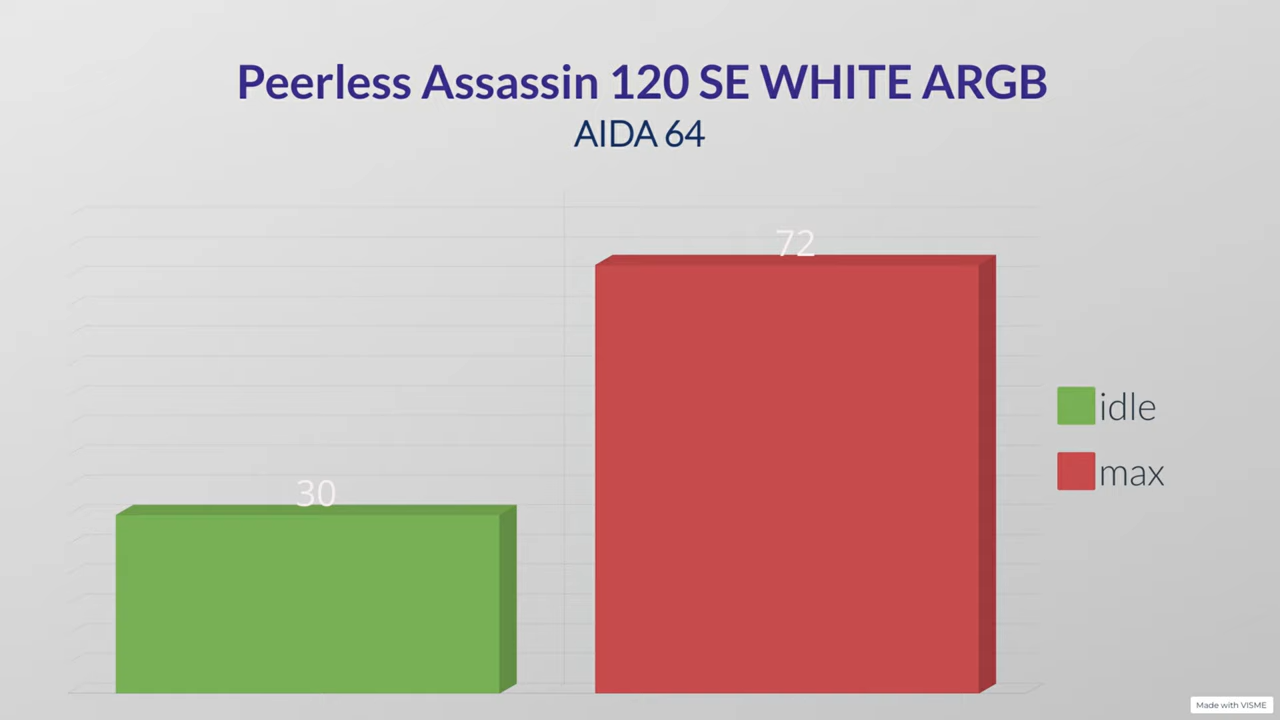 Peerless Assassin 120 SE WHITE ARGB
AIDA 64
72
30
idle
max
Made with VISME